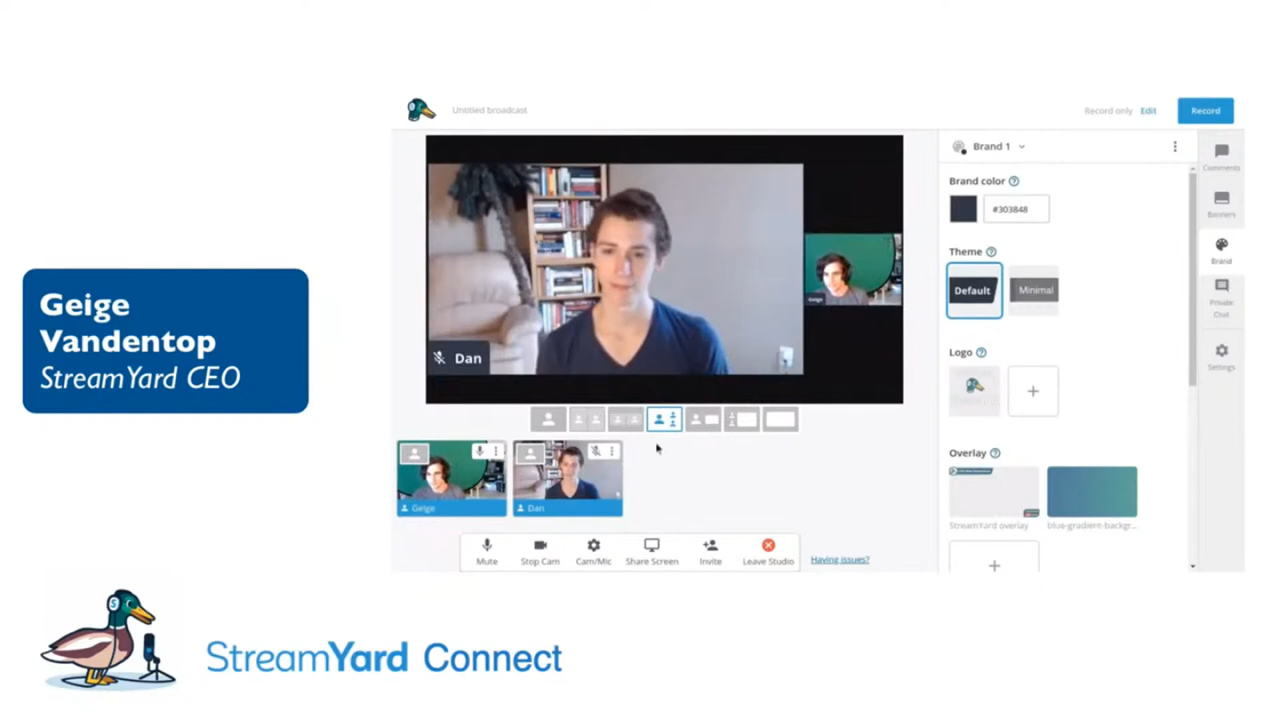 Untitled broadcast
Record only Edit Record
Brand 1
Comments
Brand color
#303848
Banners
Theme
Brand
Default Minimal
Private
Chat
Logo
Settings
Dan
Geige
Geige
Vandentop
StreamYard CEO
Overlay
Geige Dan
StreamYard overlay blue-gradient-backgr...
Mute Stop Cam Cam/Mic Share Screen Invite Leave Studio Having issues?
StreamYard Connect